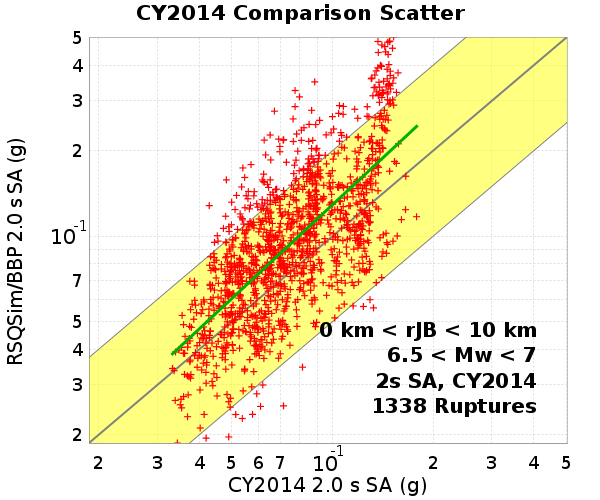 CY2014 Comparison Scatter
RSQSim/BBP 2.0 s SA (g)
5
4
3
2
10-1
7
5
4
3
2
0 km < rJB < 10 km
6.5 < Mw < 7
2s SA, CY2014
1338 Ruptures
2 3 4 5 6 7 10-1 2 3 4 5
CY2014 2.0 s SA (g)